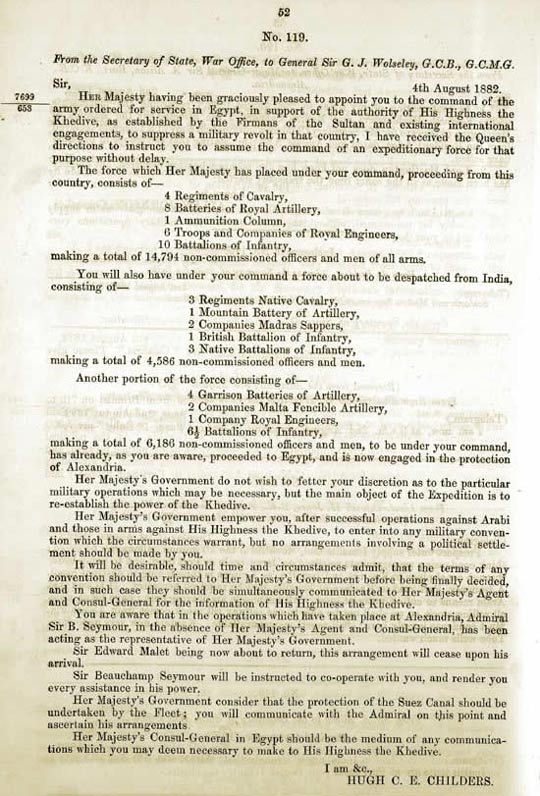 52
No. 119.
From the Secretary of State, War Office, to General Sir G. J. Wolseley, G.C.B., G.C.M.G.
Sir,
4th August 1882.
7699
653
HER Majesty having been graciously pleased to appoint you to the command of the
army ordered for service in Egypt, in support of the authority of His Highness the
Khedive, as established by the Firmans of the Sultan and existing international
engagements, to suppress a military revolt in that country, I have received the Queen's
directions to instruct you to assume the command of an expeditionary force for that
purpose without delay.
The force which Her Majesty has placed under your command, proceeding from this
country, consists of—
4 Regiments of Cavalry,
8 Batteries of Royal Artillery,
1 Ammunition Column,
6 Troops and Companies of Royal Engineers,
10 Battalions of Infantry,
making a total of 14,794 non-commissioned officers and men of all arms.
You will also have under your command a force about to be despatched from India,
consisting of—
3 Regiments Native Cavalry,
1 Mountain Battery of Artillery,
2 Companies Madras Sappers,
1 British Battalion of Infantry,
3 Native Battalions of Infantry,
making a total of 4,586 non-commissioned officers and men.
Another portion of the force consisting of—
4 Garrison Batteries of Artillery,
2 Companies Malta Fencible Artillery,
1 Company Royal Engineers,
6½ Battalions of Infantry,
making a total of 6,186 non-commissioned officers and men, to be under your command,
has already, as you are aware, proceeded to Egypt, and is now engaged in the protection
of Alexandria.
Her Majesty's Government do not wish to fetter your discretion as to the particular
military operations which may be necessary, but the main object of the Expedition is to
re-establish the power of the Khedive.
Her Majesty's Government empower you, after successful operations against Arabi
and those in arms against His Highness the Khedive, to enter into any military conven-
tion which the circumstances warrant, but no arrangements involving a political settle-
ment should be made by you.
It will be desirable, should time and circumstances admit, that the terms of any
convention should be referred to Her Majesty's Government before being finally decided,
and in such case they should be simultaneously communicated to Her Majesty's Agent
and Consul-General for the information of His Highness the Khedive.
You are aware that in the operations which have taken place at Alexandria, Admiral
Sir B. Seymour, in the absence of Her Majesty's Agent and Consul-General, has been
acting as the representative of Her Majesty's Government.
Sir Edward Malet being now about to return, this arrangement will cease upon his
arrival.
Sir Beauchamp Seymour will be instructed to co-operate with you, and render you
every assistance in his power.
Her Majesty's Government consider that the protection of the Suez Canal should be
undertaken by the Fleet; you will communicate with the Admiral on this point and
ascertain his arrangements
Her Majesty's Consul-General in Egypt should be the medium of any communica-
tions which you may deem necessary to make to His Highness the Khedive.
I am &c.,
HUGH C. E. CHILDERS.